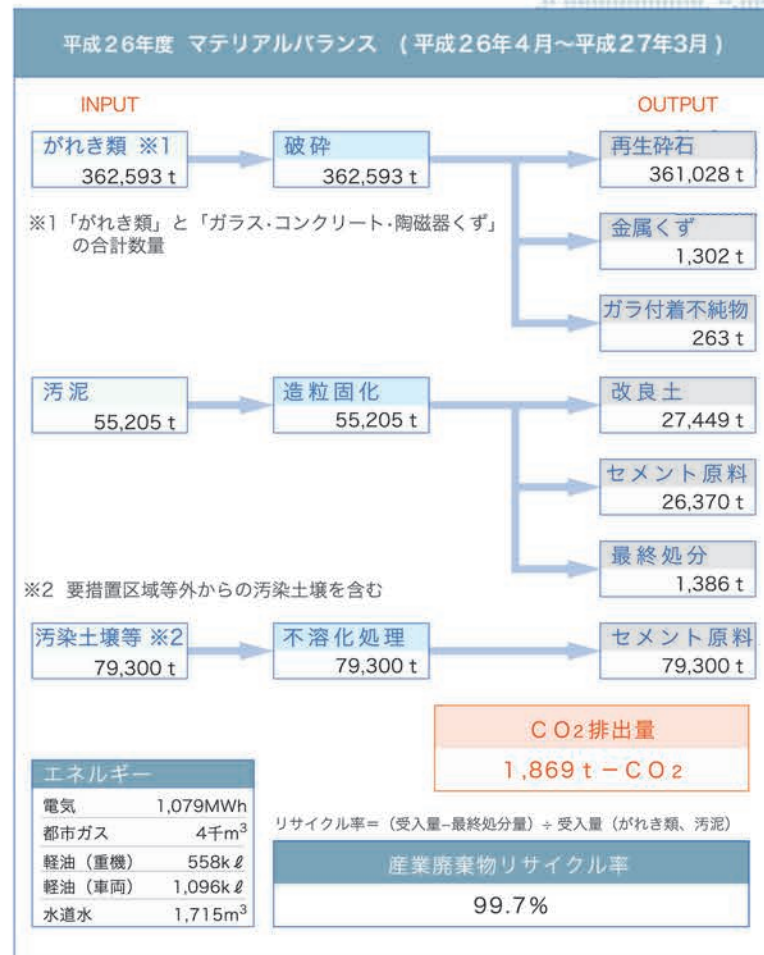 平成26年度 マテリアルバランス (平成26年4月〜平成27年3月)
INPUT
OUTPUT
がれき類 ※1
362,593 t
破砕
362,593 t
再生砕石
361,028 t
※1「がれき類」と「ガラス・コンクリート・陶磁器くず」
の合計数量
金属くず
1,302 t
ガラ付着不純物
263 t
汚泥
55,205 t
造粒固化
55,205 t
改良土
27,449 t
セメント原料
26,370 t
最終処分
1,386 t
※2 要措置区域等外からの汚染土壌を含む
汚染土壌等 ※2
79,300 t
不溶化処理
79,300 t
セメント原料
79,300 t
CO2排出量
1,869 t−CO2
エネルギー
電気 1,079MWh
都市ガス 4千m³
軽油(重機) 558kℓ
軽油(車両) 1,096kℓ
水道水 1,715m³
リサイクル率=(受入量−最終処分量)÷受入量(がれき類、汚泥)
産業廃棄物リサイクル率
99.7%